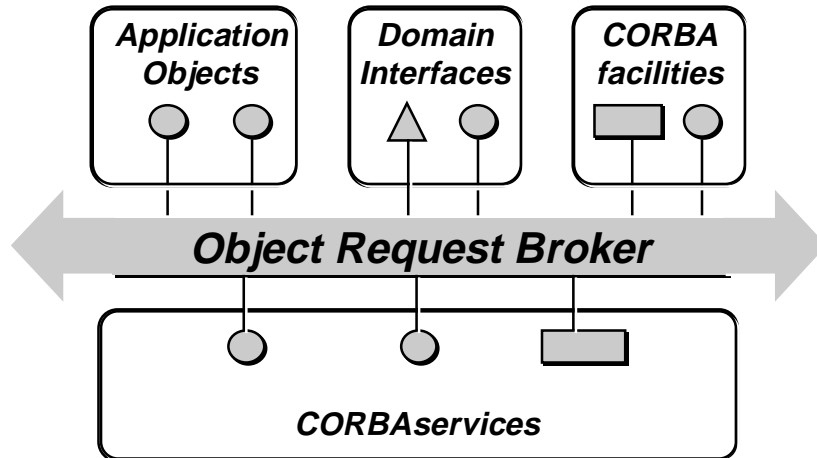 Application
Objects
Domain
Interfaces
CORBA
facilities
Object Request Broker
CORBAservices